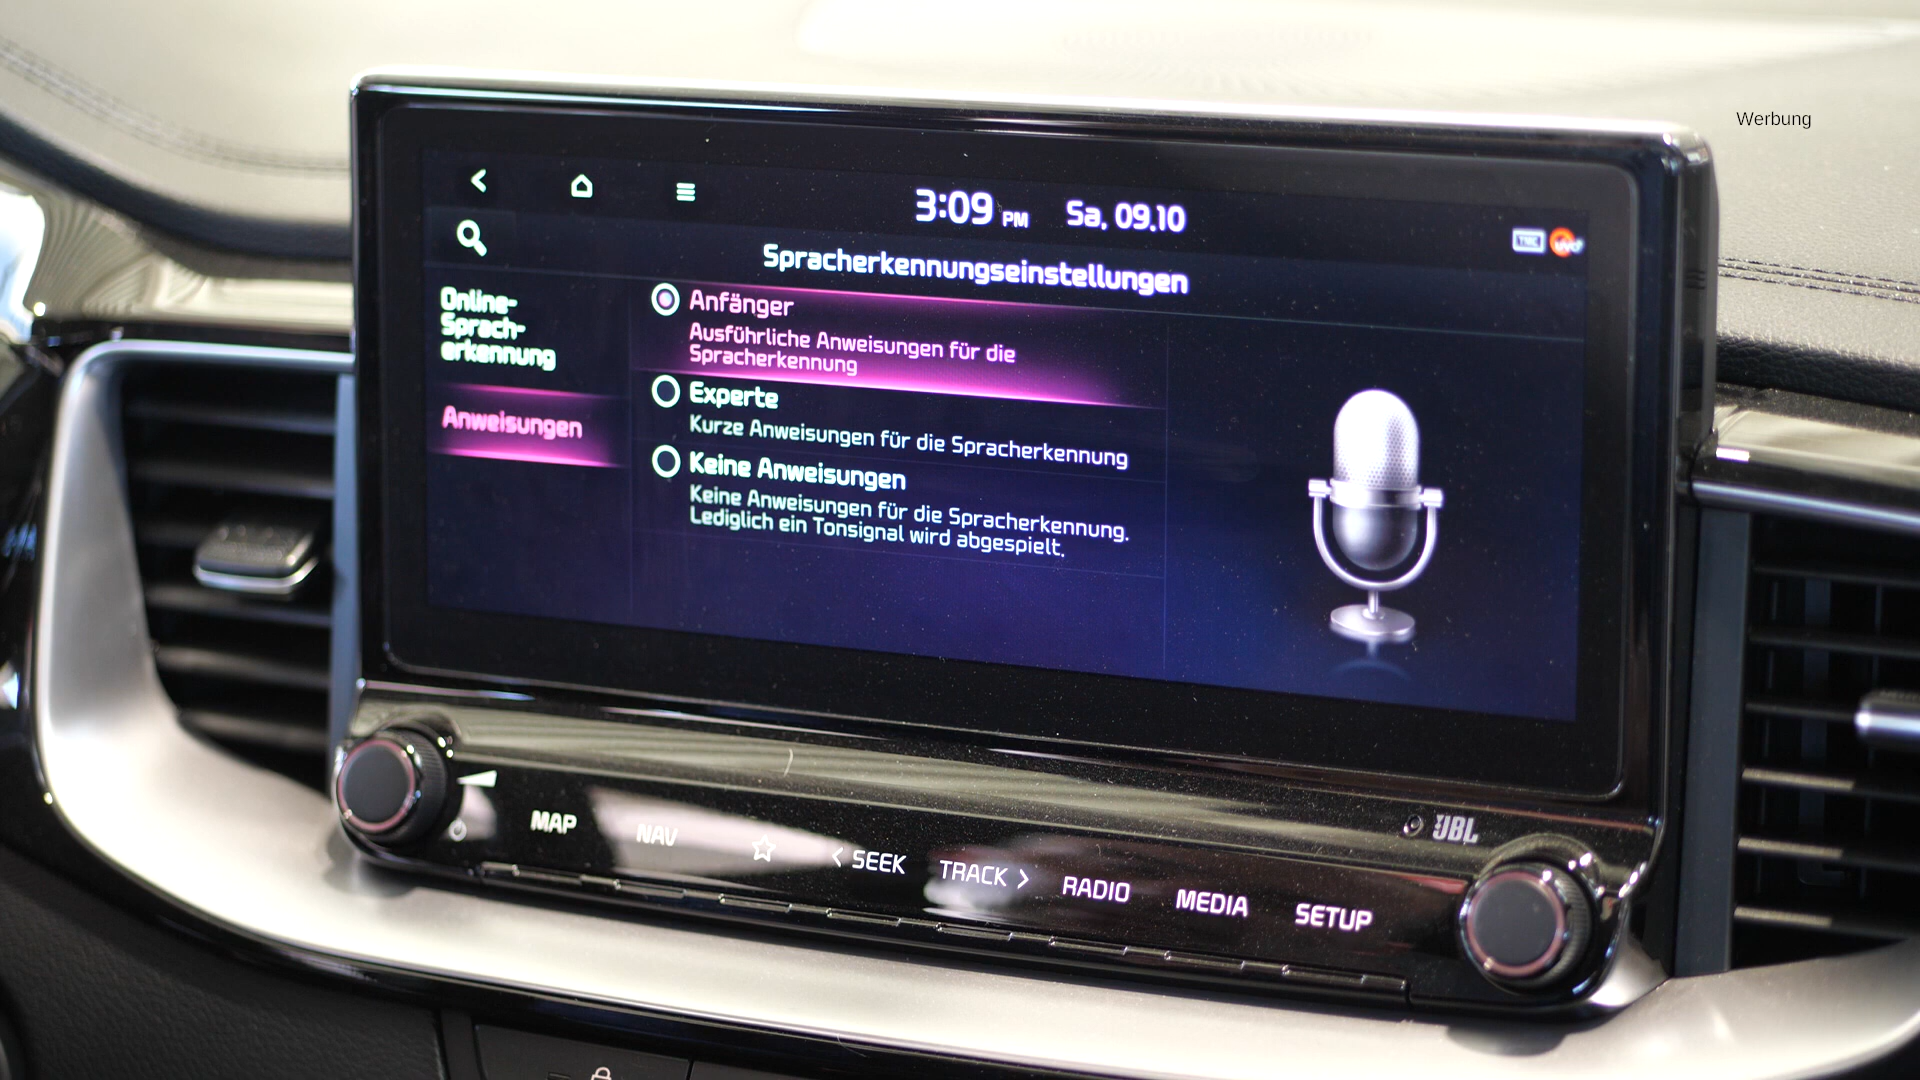 Werbung
3:09 PM Sa. 09.10
Spracherkennungseinstellungen
Online-
Sprach-
erkennung
Anweisungen
Anfänger
Ausführliche Anweisungen für die
Spracherkennung
Experte
Kurze Anweisungen für die Spracherkennung
Keine Anweisungen
Keine Anweisungen für die Spracherkennung.
Lediglich ein Tonsignal wird abgespielt.
JBL
MAP NAV < SEEK TRACK > RADIO MEDIA SETUP